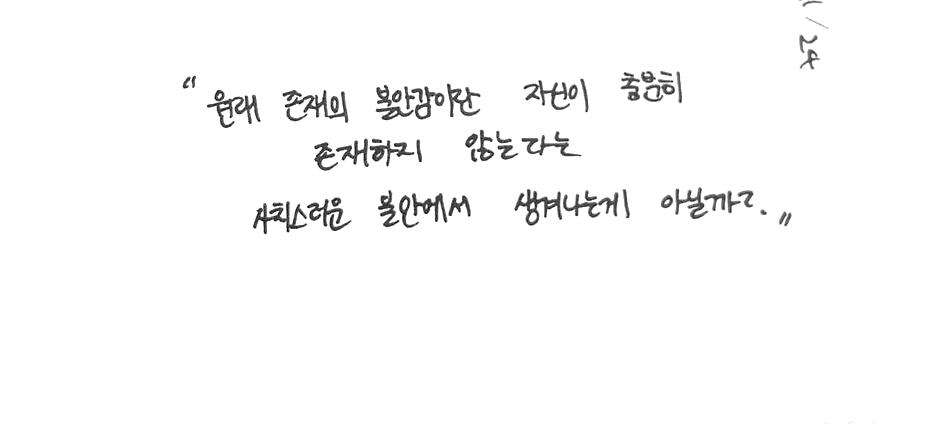 "원래 존재의 불안감이란 자신이 충분히
존재하지 않는다는
사치스러운 불안에서 생겨나는게 아닐까?."
/24